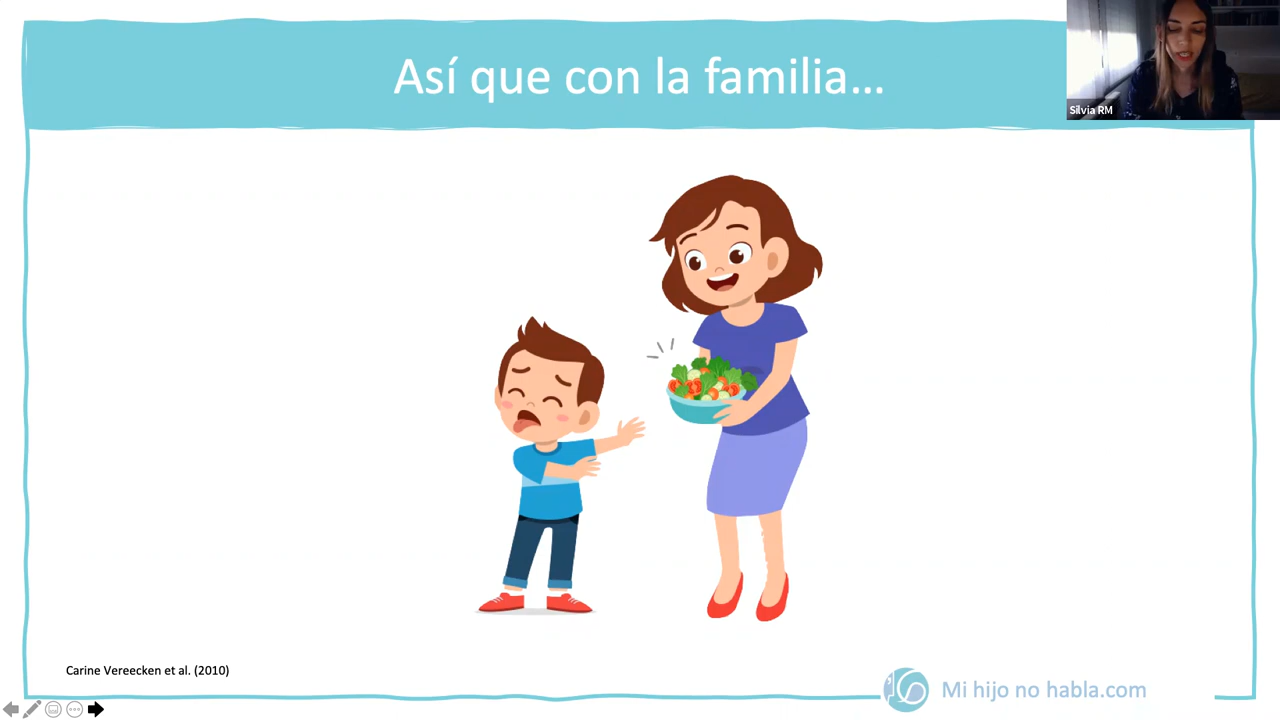 Así que con la familia...
Silvia RM
Carine Vereecken et al. (2010)
Mi hijo no habla.com